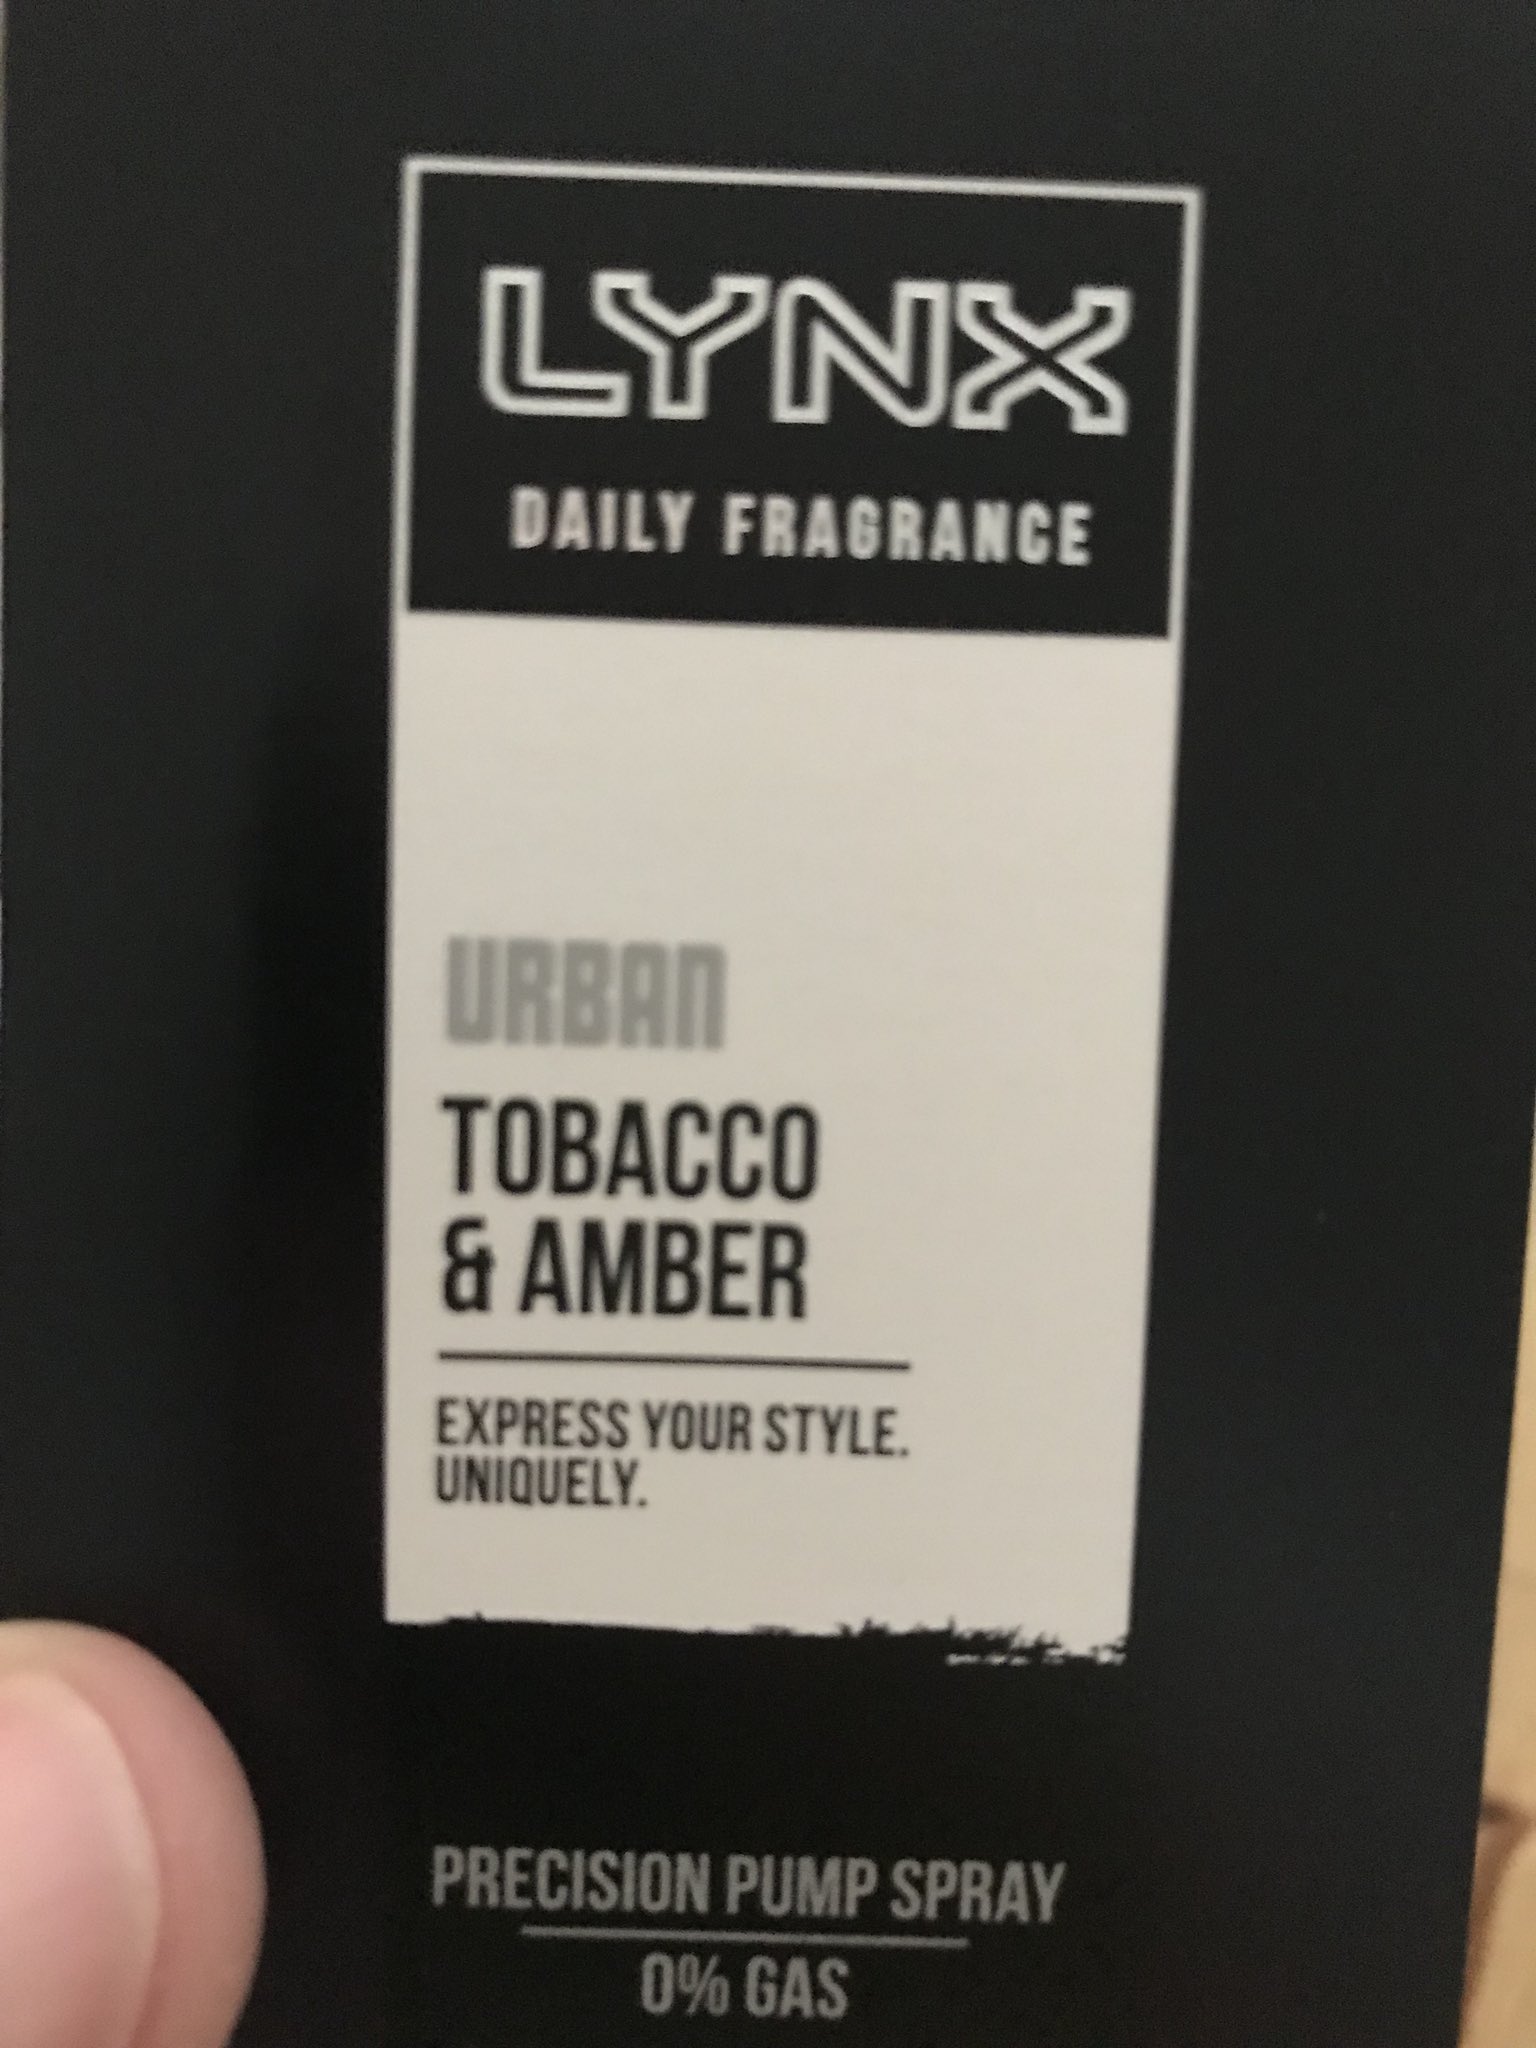 LYNX
DAILY FRAGRANCE
URBAN
TOBACCO
& AMBER
EXPRESS YOUR STYLE.
UNIQUELY.
PRECISION PUMP SPRAY
0% GAS